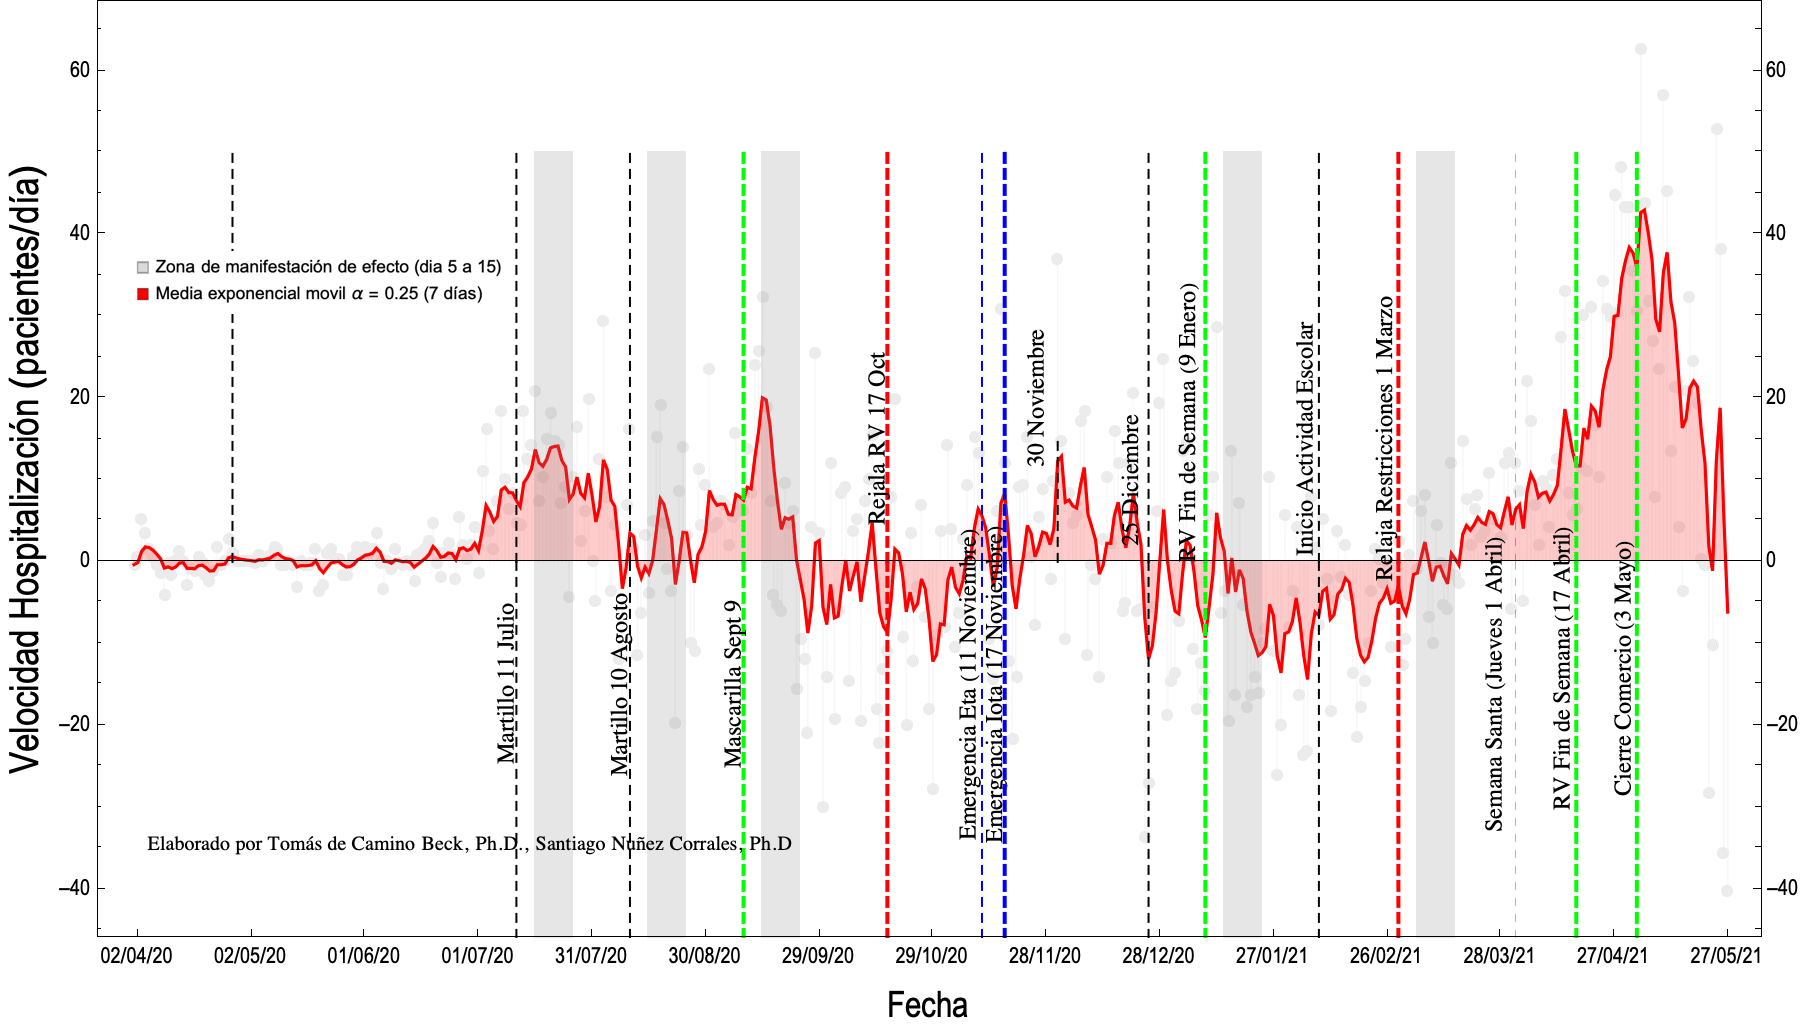 Velocidad Hospitalización (pacientes/día)
60
40
20
0
−20
−40
60
40
20
0
−20
−40
Zona de manifestación de efecto (dia 5 a 15)
Media exponencial movil α = 0.25 (7 días)
Martillo 11 Julio
Martillo 10 Agosto
Mascarilla Sept 9
Relaja RV 17 Oct
Emergencia Eta (11 Noviembre)
Emergencia Iota (17 Noviembre)
30 Noviembre
25 Diciembre
RV Fin de Semana (9 Enero)
Inicio Actividad Escolar
Relaja Restricciones 1 Marzo
Semana Santa (Jueves 1 Abril)
RV Fin de Semana (17 Abril)
Cierre Comercio (3 Mayo)
Elaborado por Tomás de Camino Beck, Ph.D., Santiago Nuñez Corrales, Ph.D
02/04/20 02/05/20 01/06/20 01/07/20 31/07/20 30/08/20 29/09/20 29/10/20 28/11/20 28/12/20 27/01/21 26/02/21 28/03/21 27/04/21 27/05/21
Fecha